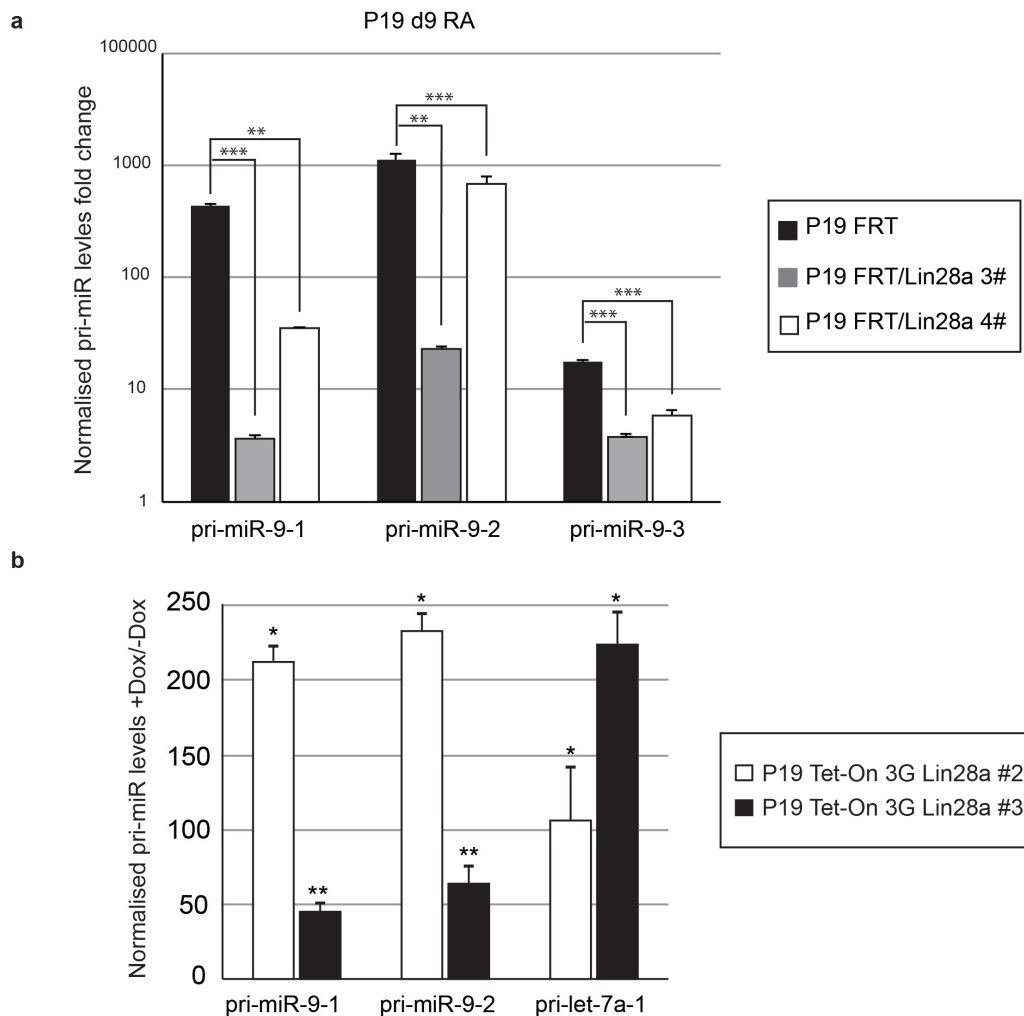 a
P19 d9 RA
Normalised pri-miR levles fold change
100000
1000
100
10
1
** 
***
***
**
***
***
pri-miR-9-1
pri-miR-9-2
pri-miR-9-3
P19 FRT
P19 FRT/Lin28a 3#
P19 FRT/Lin28a 4#
b
Normalised pri-miR levels +Dox/-Dox
250
200
150
100
50
0
*
**
*
**
*
*
pri-miR-9-1
pri-miR-9-2
pri-let-7a-1
P19 Tet-On 3G Lin28a #2
P19 Tet-On 3G Lin28a #3